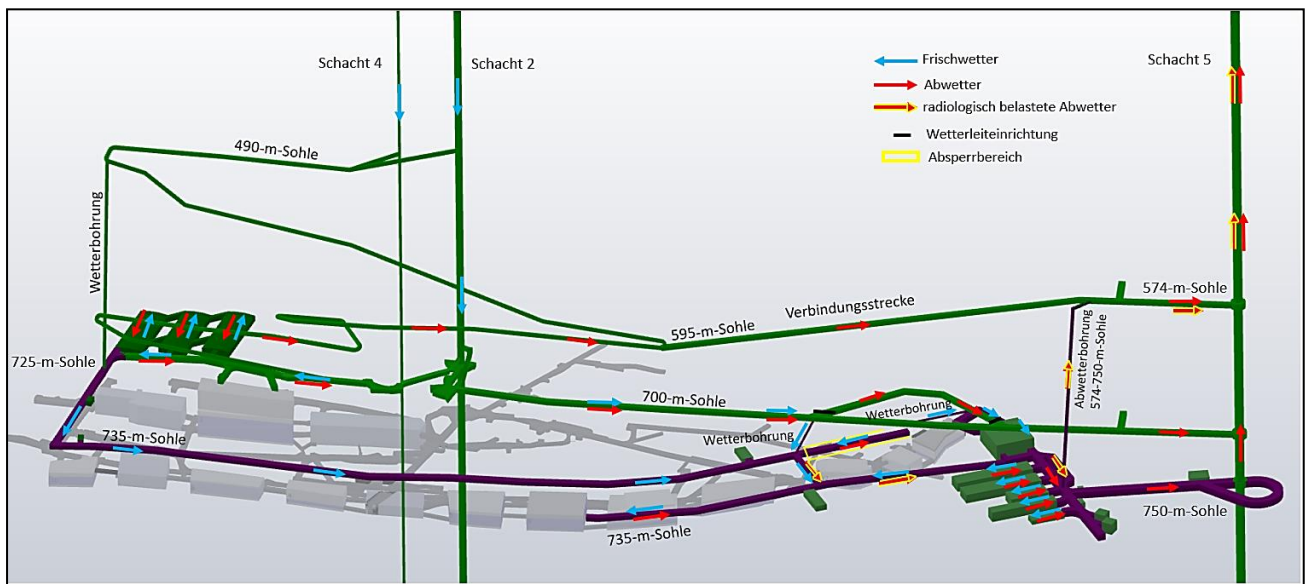 Schacht 4
Schacht 2
Schacht 5
Frischwetter
Abwetter
radiologisch belastete Abwetter
Wetterleiteinrichtung
Absperrbereich
490-m-Sohle
Wetterbohrung
574-m-Sohle
Verbindungsstrecke
595-m-Sohle
725-m-Sohle
Abwetterbohrung
574-750-m-Sohle
700-m-Sohle
Wetterbohrung
Wetterbohrung
735-m-Sohle
750-m-Sohle
735-m-Sohle